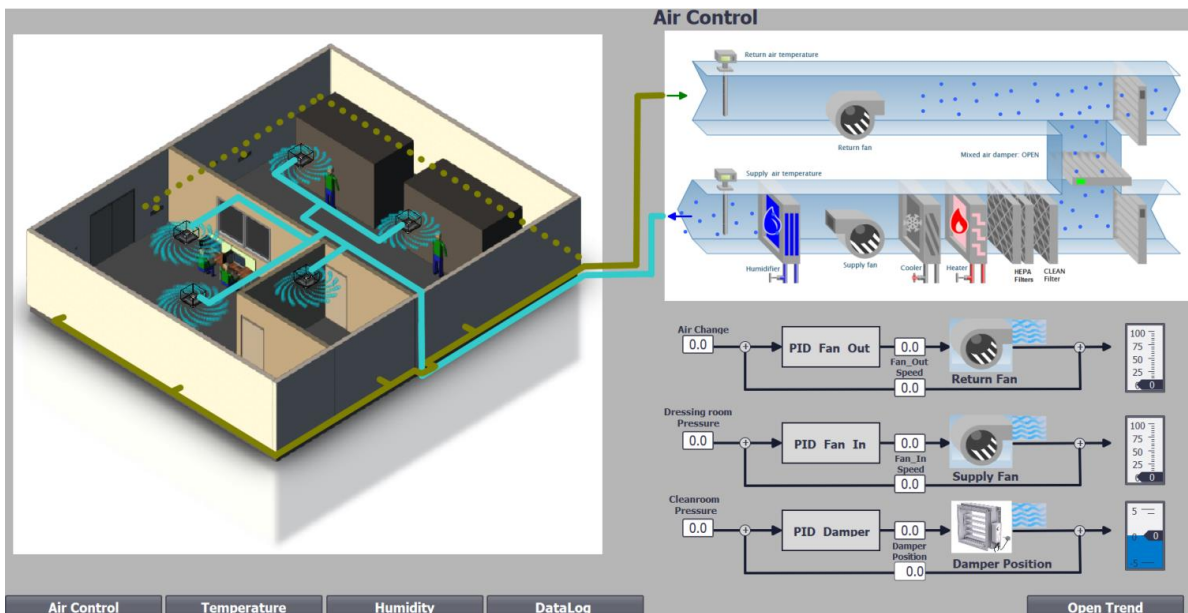 Air Control
Return air temperature
Return fan
Mixed air damper: OPEN
Supply air temperature
Humidifier
Supply fan
Cooler
Heater
HEPA
Filters
CLEAN
Filter
Air Change
0.0
PID Fan Out
0.0
Fan_Out
Speed
0.0
Return Fan
100
75
50
25
0
0
Dressing room
Pressure
0.0
PID Fan In
0.0
Fan_In
Speed
0.0
Supply Fan
100
75
50
25
0
0
Cleanroom
Pressure
0.0
PID Damper
0.0
Damper
Position
0.0
Damper Position
5
0
-5
0
Air Control
Temperature
Humidity
DataLog
Open Trend